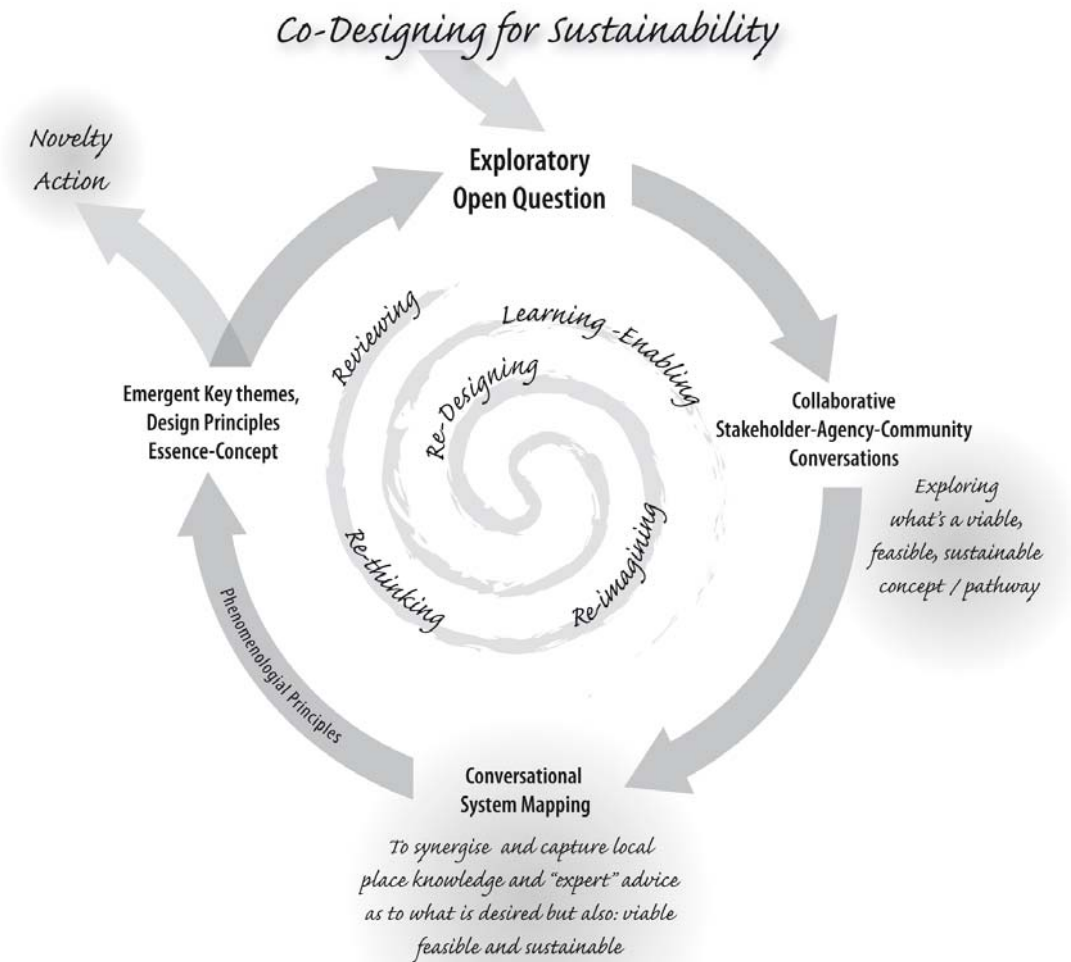 Co-Designing for Sustainability
Novelty
Action
Exploratory
Open Question
Reviewing
Learning -Enabling
Re-Designing
Emergent Key themes,
Design Principles
Essence-Concept
Collaborative
Stakeholder-Agency-Community
Conversations
Exploring
what's a viable,
feasible, sustainable
concept / pathway
Re-thinking
Re-imagining
Phenomenologial Principles
Conversational
System Mapping
To synergise and capture local
place knowledge and "expert" advice
as to what is desired but also: viable
feasible and sustainable